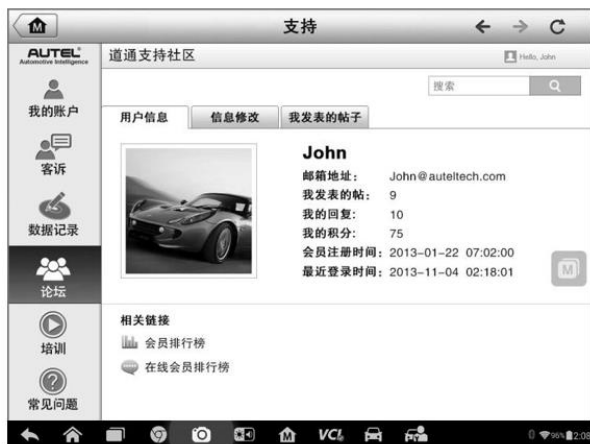 支持
AUTEL
Automotive Intelligence
道通支持社区
Hello, John
我的账户
搜索
用户信息
信息修改
我发表的帖子
客诉
John
邮箱地址： John@auteltech.com
我发表的帖： 9
我的回复： 10
我的积分： 75
会员注册时间：2013-01-22 07:02:00
最近登录时间：2013-11-04 02:18:01
数据记录
M
论坛
相关链接
会员排行榜
在线会员排行榜
培训
常见问题
VCI
96%
2:08